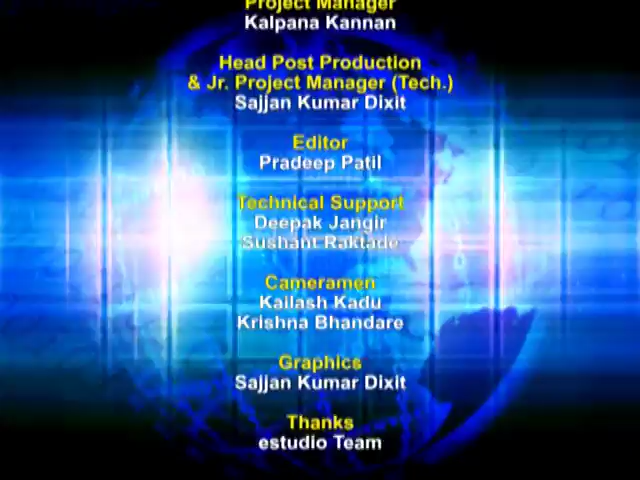 Project Manager
Kalpana Kannan
Head Post Production
& Jr. Project Manager (Tech.)
Sajjan Kumar Dixit
Editor
Pradeep Patil
Technical Support
Deepak Jangir
Sushant Raktade
Cameramen
Kailash Kadu
Krishna Bhandare
Graphics
Sajjan Kumar Dixit
Thanks
estudio Team